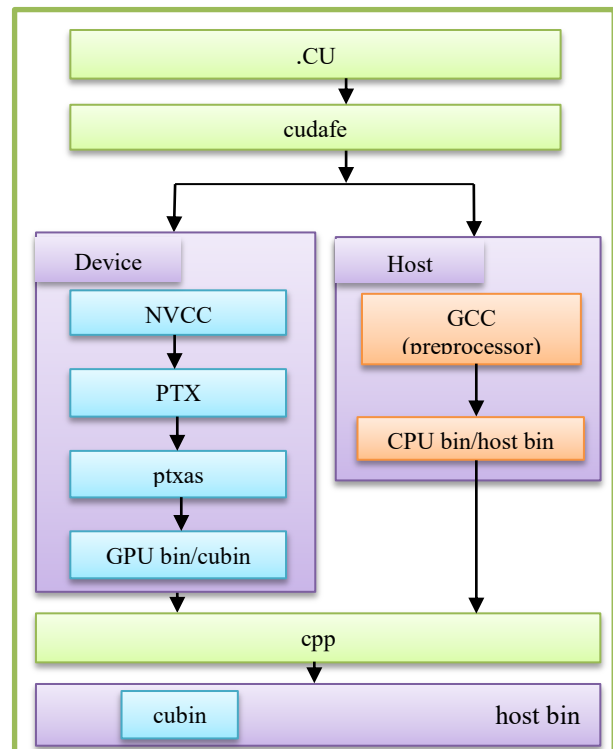 .CU
cudafe
Device
NVCC
PTX
ptxas
GPU bin/cubin
Host
GCC
(preprocessor)
CPU bin/host bin
cpp
cubin
host bin